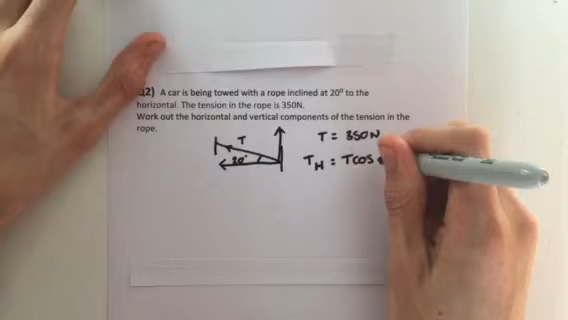 Q2) A car is being towed with a rope inclined at 20⁰ to the
horizontal. The tension in the rope is 350N.
Work out the horizontal and vertical components of the tension in the
rope.
T
20°
T = 350N
T_H = Tcos